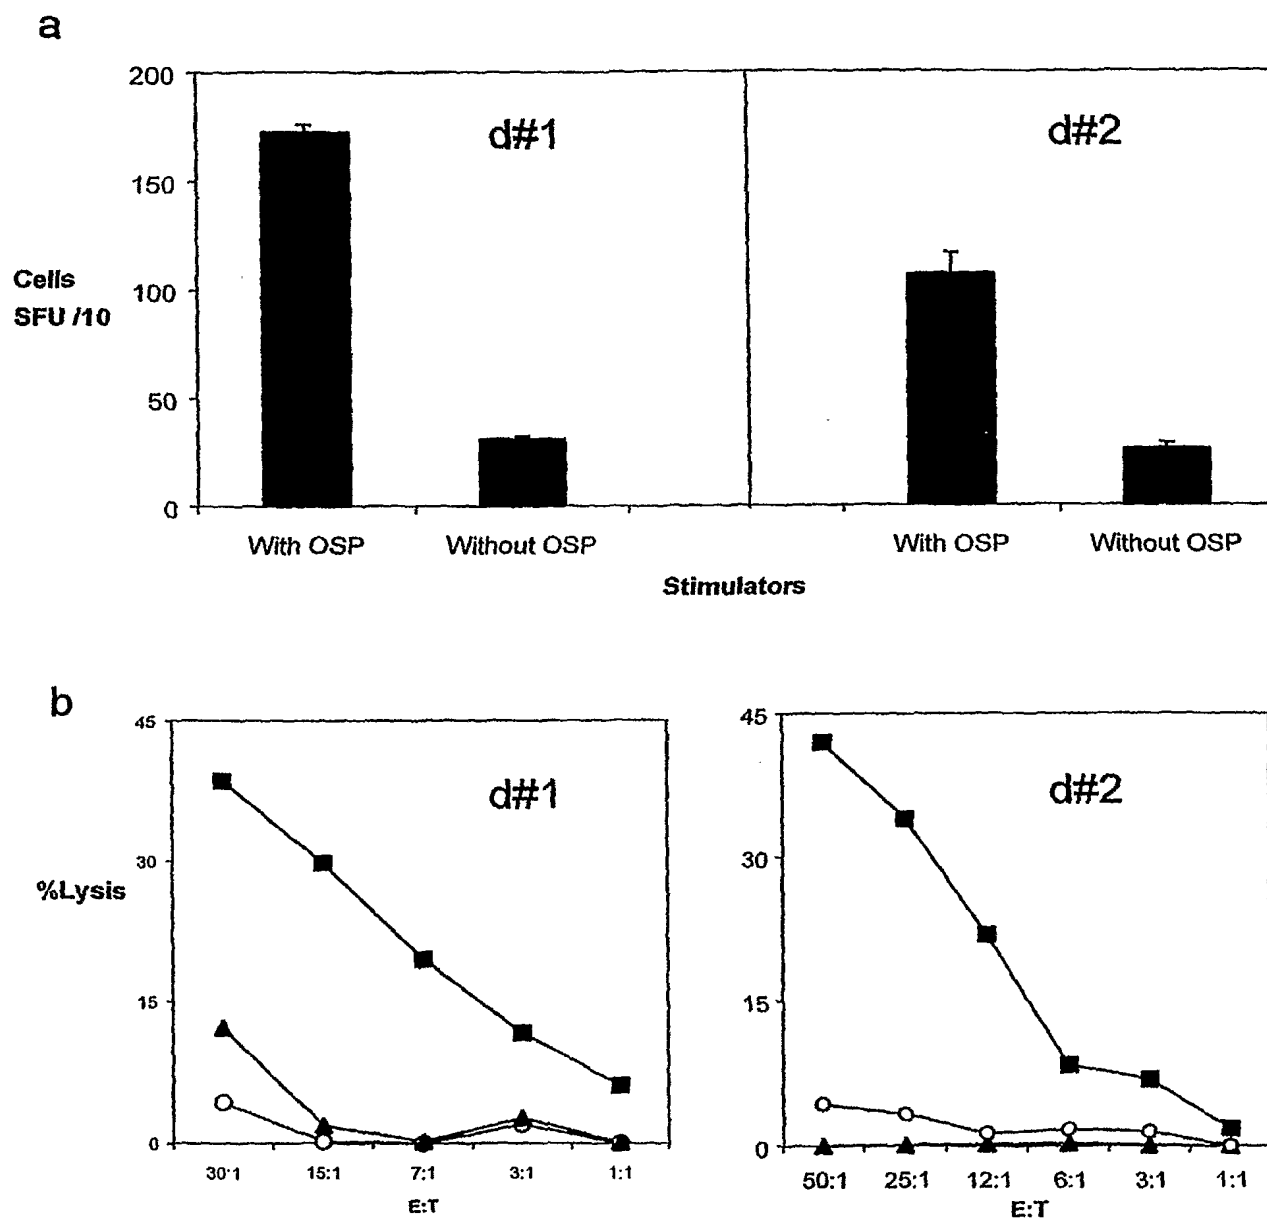 a
200
150
100
50
0
Cells
SFU /10
d#1
d#2
With OSP
Without OSP
With OSP
Without OSP
Stimulators
b
45
30
15
0
%Lysis
d#1
30:1
15:1
7:1
3:1
1:1
E:T
45
30
15
0
d#2
50:1
25:1
12:1
6:1
3:1
1:1
E:T